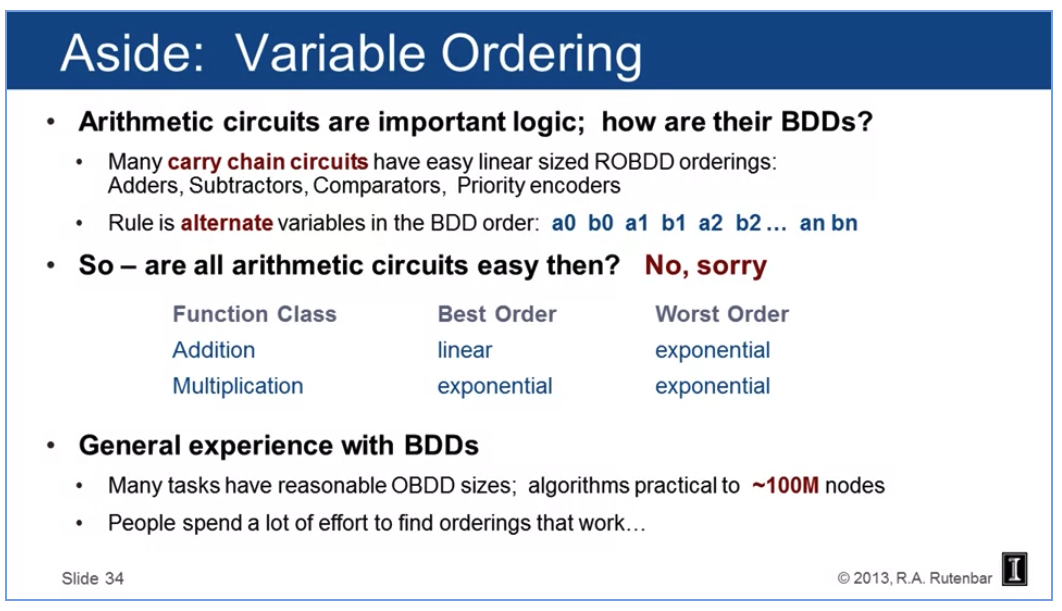 Aside: Variable Ordering
• Arithmetic circuits are important logic; how are their BDDs?
• Many carry chain circuits have easy linear sized ROBDD orderings:
Adders, Subtractors, Comparators, Priority encoders
• Rule is alternate variables in the BDD order: a0 b0 a1 b1 a2 b2… an bn
• So – are all arithmetic circuits easy then? No, sorry
Function Class Best Order Worst Order
Addition linear exponential
Multiplication exponential exponential
• General experience with BDDs
• Many tasks have reasonable OBDD sizes; algorithms practical to ~100M nodes
• People spend a lot of effort to find orderings that work…
Slide 34
© 2013, R.A. Rutenbar I